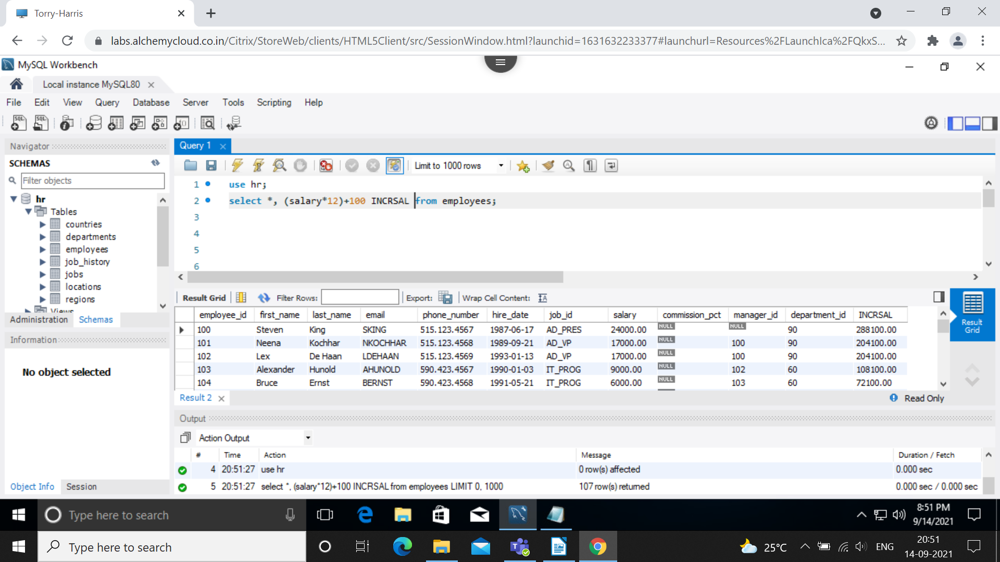 Torry-Harris
labs.alchemycloud.co.in/Citrix/StoreWeb/clients/HTML5Client/src/SessionWindow.html?launchid=1631632233377#launchurl=Resources%2FLaunchIca%2FQkxS...
MySQL Workbench
Local instance MySQL80
File Edit View Query Database Server Tools Scripting Help
Navigator
SCHEMAS
Filter objects
hr
Tables
countries
departments
employees
job_history
jobs
locations
regions
Views
Administration Schemas
Information
No object selected
Object Info Session
Query 1
Limit to 1000 rows
1 use hr;
2 select *, (salary*12)+100 INCRSAL from employees;
3
4
5
6
Result Grid Filter Rows: Export: Wrap Cell Content:
employee_id first_name last_name email phone_number hire_date job_id salary commission_pct manager_id department_id INCRSAL
100 Steven King SKING 515.123.4567 1987-06-17 AD_PRES 24000.00 NULL NULL 90 288100.00
101 Neena Kochhar NKOCHHAR 515.123.4568 1989-09-21 AD_VP 17000.00 NULL 100 90 204100.00
102 Lex De Haan LDEHAAN 515.123.4569 1993-01-13 AD_VP 17000.00 NULL 100 90 204100.00
103 Alexander Hunold AHUNOLD 590.423.4567 1990-01-03 IT_PROG 9000.00 NULL 102 60 108100.00
104 Bruce Ernst BERNST 590.423.4568 1991-05-21 IT_PROG 6000.00 NULL 103 60 72100.00
Result Grid
Result 2 Read Only
Output
Action Output
# Time Action Message Duration / Fetch
4 20:51:27 use hr 0 row(s) affected 0.000 sec
5 20:51:27 select *, (salary*12)+100 INCRSAL from employees LIMIT 0, 1000 107 row(s) returned 0.000 sec / 0.000 sec
Type here to search
8:51 PM
9/14/2021
Type here to search
25°C
ENG
20:51
14-09-2021